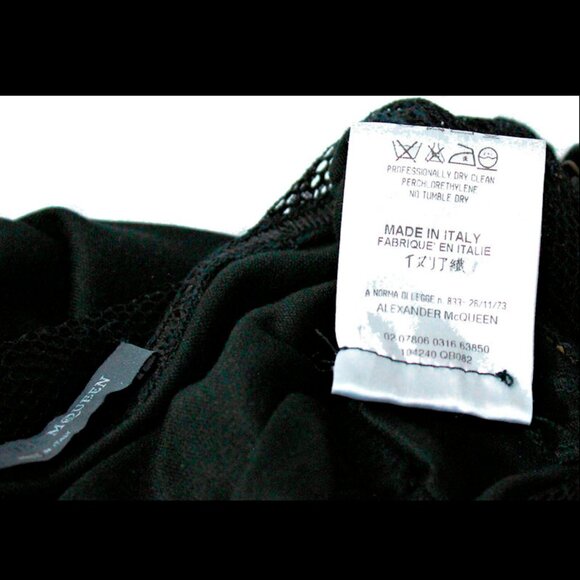 PROFESSIONALLY DRY CLEAN
PERCHLORETHYLENE
NO TUMBLE DRY
MADE IN ITALY
FABRIQUE' EN ITALIE
イタリア織
A NORMA DI LEGGE n. 833- 26/11/73
ALEXANDER McQUEEN
02 07806 0316 63850
104240 QB082
McQUEEN